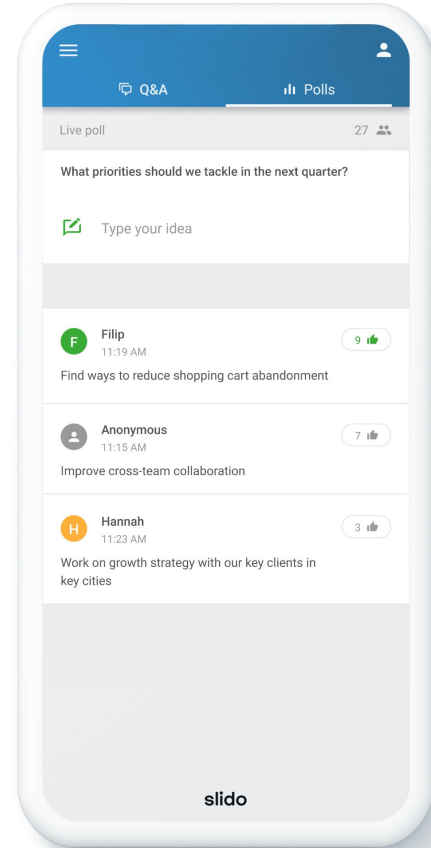 Q&A
Polls
Live poll
27
What priorities should we tackle in the next quarter?
Type your idea
F
Filip
11:19 AM
9
Find ways to reduce shopping cart abandonment
Anonymous
11:15 AM
7
Improve cross-team collaboration
H
Hannah
11:23 AM
3
Work on growth strategy with our key clients in
key cities
slido